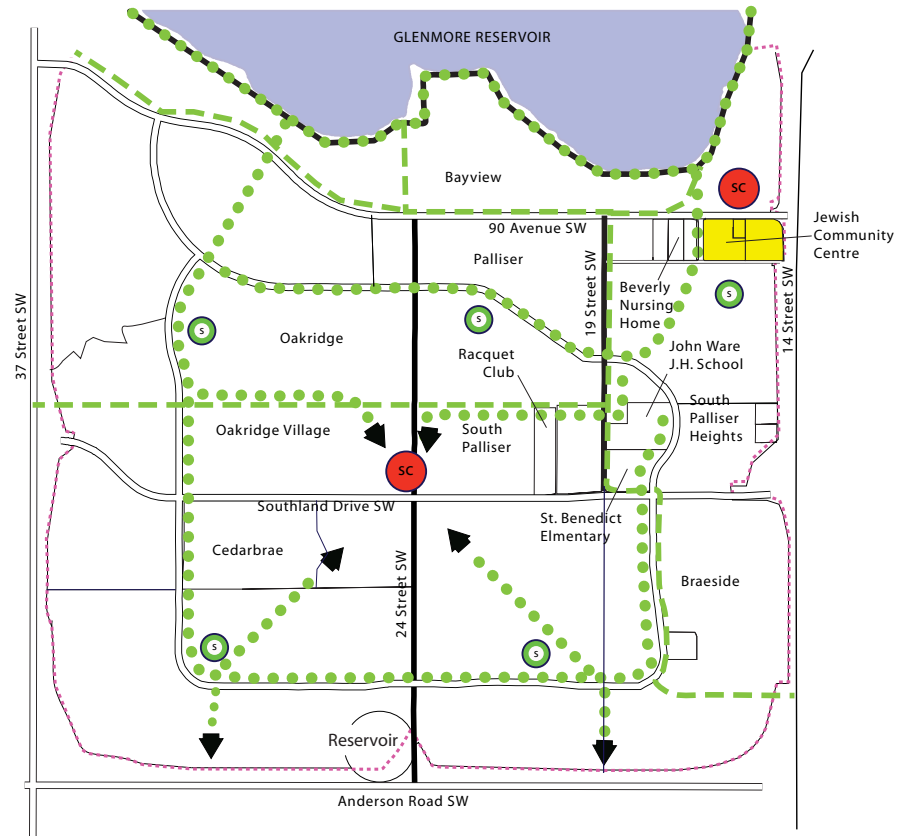 GLENMORE RESERVOIR
Bayview
SC
Jewish
Community
Centre
90 Avenue SW
Palliser
19 Street SW
Beverly
Nursing
Home
14 Street SW
37 Street SW
S
S
S
Oakridge
Racquet
Club
John Ware
J.H. School
South
Palliser
Heights
Oakridge Village
South
Palliser
SC
Southland Drive SW
St. Benedict
Elmentary
Cedarbrae
24 Street SW
Braeside
S
S
Reservoir
Anderson Road SW